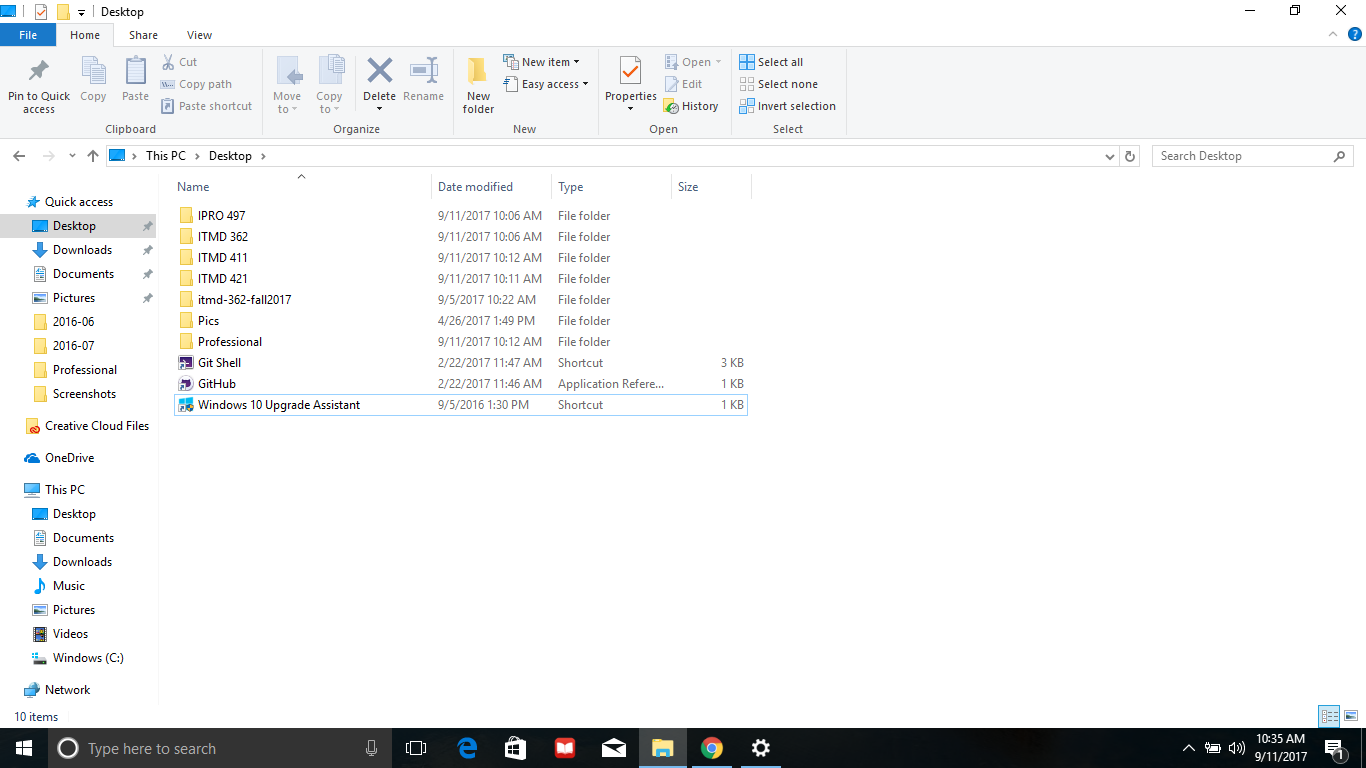 Desktop
File Home Share View
Pin to Quick access
Copy
Paste
Cut
Copy path
Paste shortcut
Clipboard
Move to
Copy to
Delete
Rename
Organize
New folder
New item
Easy access
New
Properties
Open
Edit
History
Open
Select all
Select none
Invert selection
Select
This PC > Desktop >
Search Desktop
Quick access
Desktop
Downloads
Documents
Pictures
2016-06
2016-07
Professional
Screenshots
Creative Cloud Files
OneDrive
This PC
Desktop
Documents
Downloads
Music
Pictures
Videos
Windows (C:)
Network
Name Date modified Type Size
IPRO 497 9/11/2017 10:06 AM File folder
ITMD 362 9/11/2017 10:06 AM File folder
ITMD 411 9/11/2017 10:12 AM File folder
ITMD 421 9/11/2017 10:11 AM File folder
itmd-362-fall2017 9/5/2017 10:22 AM File folder
Pics 4/26/2017 1:49 PM File folder
Professional 9/11/2017 10:12 AM File folder
Git Shell 2/22/2017 11:47 AM Shortcut 3 KB
GitHub 2/22/2017 11:46 AM Application Refere... 1 KB
Windows 10 Upgrade Assistant 9/5/2016 1:30 PM Shortcut 1 KB
10 items
Type here to search
10:35 AM
9/11/2017
1